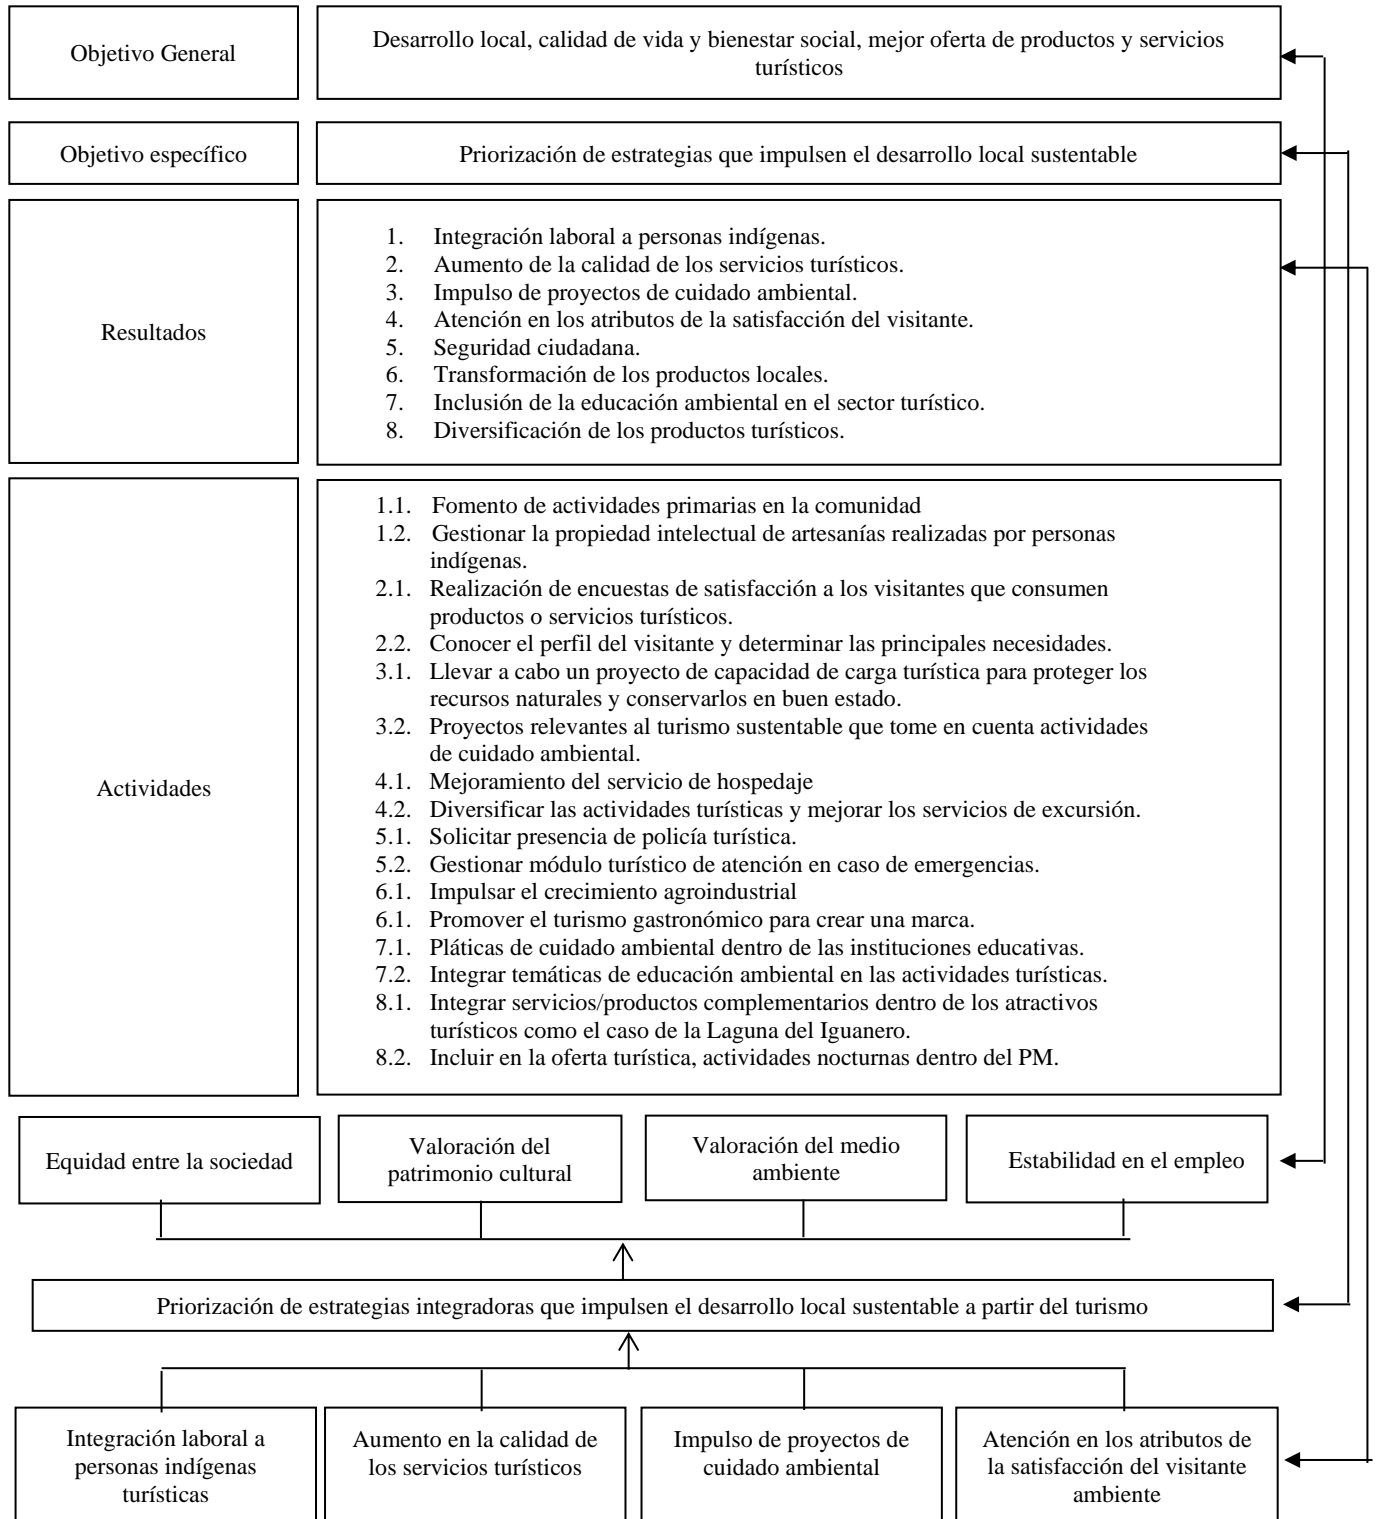 Objetivo General
Desarrollo local, calidad de vida y bienestar social, mejor oferta de productos y servicios
turísticos
Objetivo específico
Priorización de estrategias que impulsen el desarrollo local sustentable
Resultados
1. Integración laboral a personas indígenas.
2. Aumento de la calidad de los servicios turísticos.
3. Impulso de proyectos de cuidado ambiental.
4. Atención en los atributos de la satisfacción del visitante.
5. Seguridad ciudadana.
6. Transformación de los productos locales.
7. Inclusión de la educación ambiental en el sector turístico.
8. Diversificación de los productos turísticos.
Actividades
1.1. Fomento de actividades primarias en la comunidad
1.2. Gestionar la propiedad intelectual de artesanías realizadas por personas
indígenas.
2.1. Realización de encuestas de satisfacción a los visitantes que consumen
productos o servicios turísticos.
2.2. Conocer el perfil del visitante y determinar las principales necesidades.
3.1. Llevar a cabo un proyecto de capacidad de carga turística para proteger los
recursos naturales y conservarlos en buen estado.
3.2. Proyectos relevantes al turismo sustentable que tome en cuenta actividades
de cuidado ambiental.
4.1. Mejoramiento del servicio de hospedaje
4.2. Diversificar las actividades turísticas y mejorar los servicios de excursión.
5.1. Solicitar presencia de policía turística.
5.2. Gestionar módulo turístico de atención en caso de emergencias.
6.1. Impulsar el crecimiento agroindustrial
6.1. Promover el turismo gastronómico para crear una marca.
7.1. Pláticas de cuidado ambiental dentro de las instituciones educativas.
7.2. Integrar temáticas de educación ambiental en las actividades turísticas.
8.1. Integrar servicios/productos complementarios dentro de los atractivos
turísticos como el caso de la Laguna del Iguanero.
8.2. Incluir en la oferta turística, actividades nocturnas dentro del PM.
Equidad entre la sociedad
Valoración del
patrimonio cultural
Valoración del medio
ambiente
Estabilidad en el empleo
Priorización de estrategias integradoras que impulsen el desarrollo local sustentable a partir del turismo
Integración laboral a
personas indígenas
turísticas
Aumento en la calidad de
los servicios turísticos
Impulso de proyectos de
cuidado ambiental
Atención en los atributos de
la satisfacción del visitante
ambiente